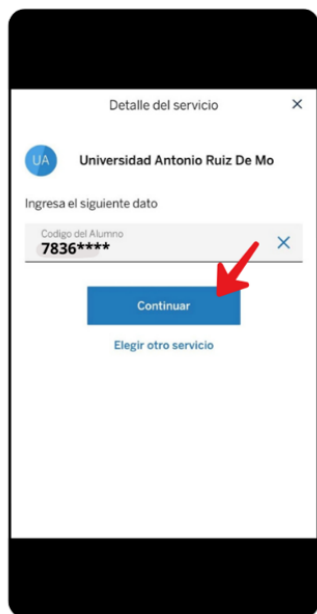 Detalle del servicio
UA
Universidad Antonio Ruiz De Mo
Ingresa el siguiente dato
Codigo del Alumno
7836****
Continuar
Elegir otro servicio